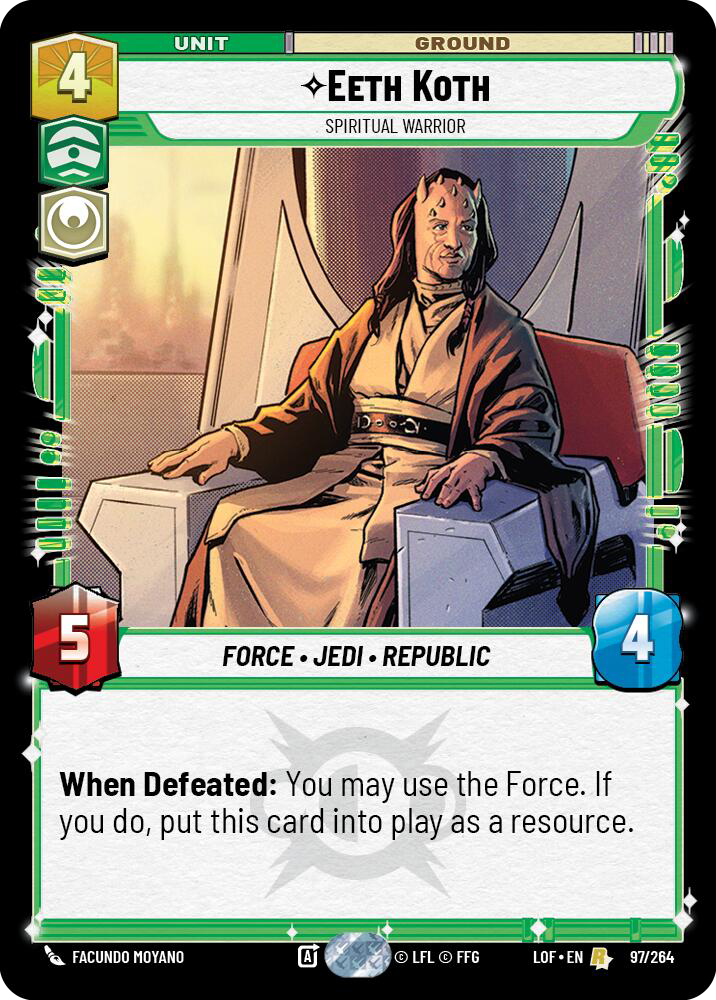 UNIT
GROUND
4
EETH KOTH
SPIRITUAL WARRIOR
5
FORCE • JEDI • REPUBLIC
4
When Defeated: You may use the Force. If
you do, put this card into play as a resource.
FACUNDO MOYANO
A
© LFL © FFG
LOF • EN
R
97/264